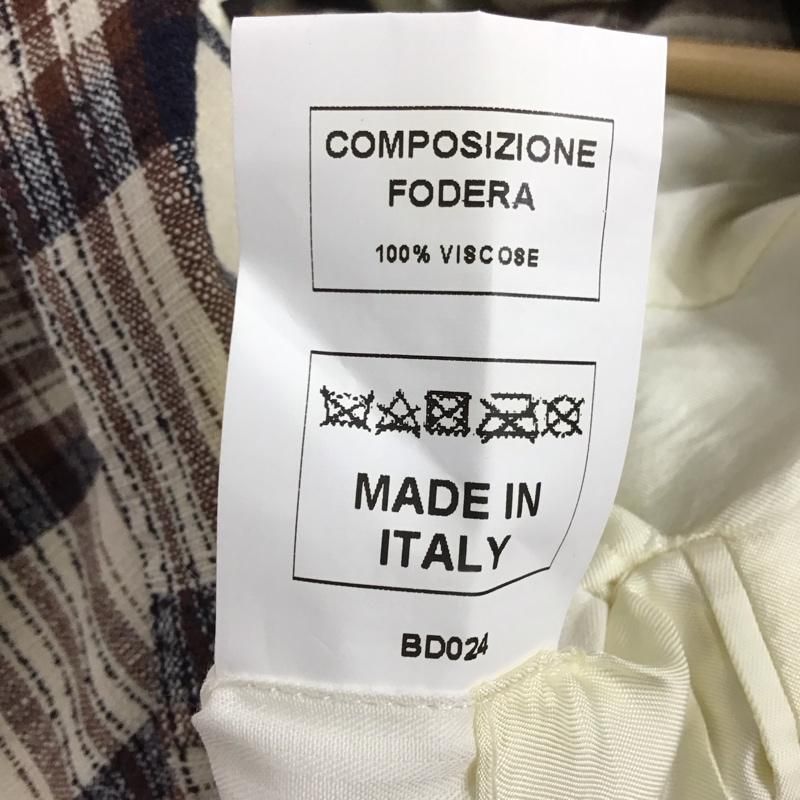 COMPOSIZIONE
FODERA
100% VISCOSE
MADE IN
ITALY
BD024